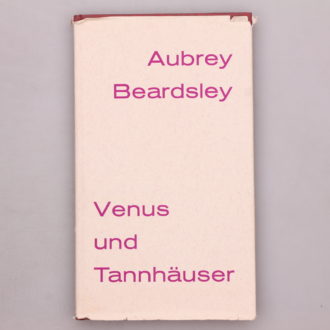 Aubrey
Beardsley
Venus
und
Tannhäuser